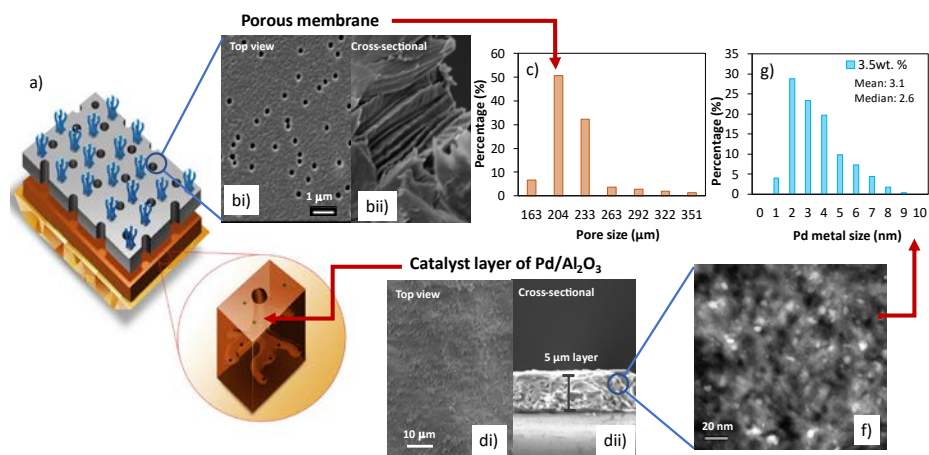 Porous membrane
a)
Top view
Cross-sectional
1 μm
bi)
bii)
c)
Percentage (%)
60
50
40
30
20
10
0
163 204 233 263 292 322 351
Pore size (μm)
g)
3.5wt. %
Mean: 3.1
Median: 2.6
Percentage (%)
35
30
25
20
15
10
5
0
0 1 2 3 4 5 6 7 8 9 10
Pd metal size (nm)
Catalyst layer of Pd/Al₂O₃
Top view
Cross-sectional
5 μm layer
10 μm
di)
dii)
20 nm
f)